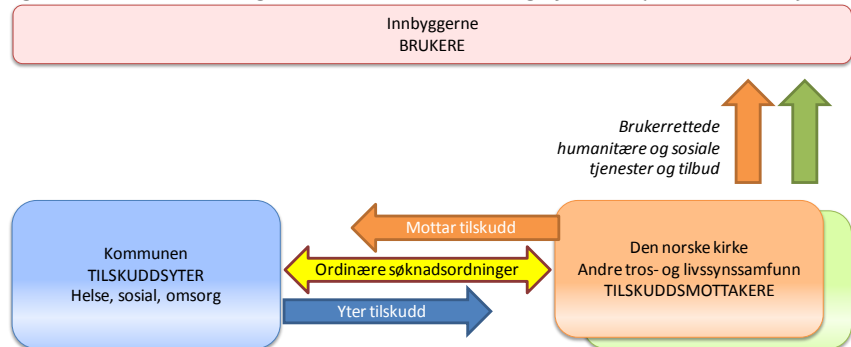 Innbyggerne
BRUKERE
Brukerrettede
humanitære og sosiale
tjenester og tilbud
Mottar tilskudd
Kommunen
TILSKUDDSYTER
Helse, sosial, omsorg
Ordinære søknadsordninger
Den norske kirke
Andre tros- og livssynssamfunn
TILSKUDDSMOTTAKERE
Yter tilskudd